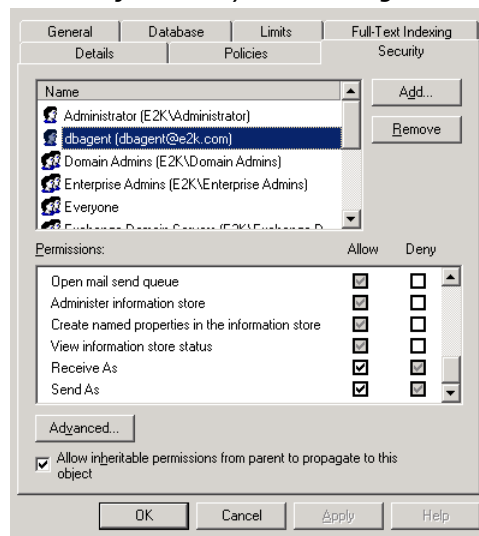 General Database Limits Full-Text Indexing
Details Policies Security
Name
Administrator (E2K\Administrator)
dbagent (dbagent@e2k.com)
Domain Admins (E2K\Domain Admins)
Enterprise Admins (E2K\Enterprise Admins)
Everyone
Add...
Remove
Permissions: Allow Deny
Open mail send queue
Administer information store
Create named properties in the information store
View information store status
Receive As
Send As
Advanced...
Allow inheritable permissions from parent to propagate to this
object
OK Cancel Apply Help